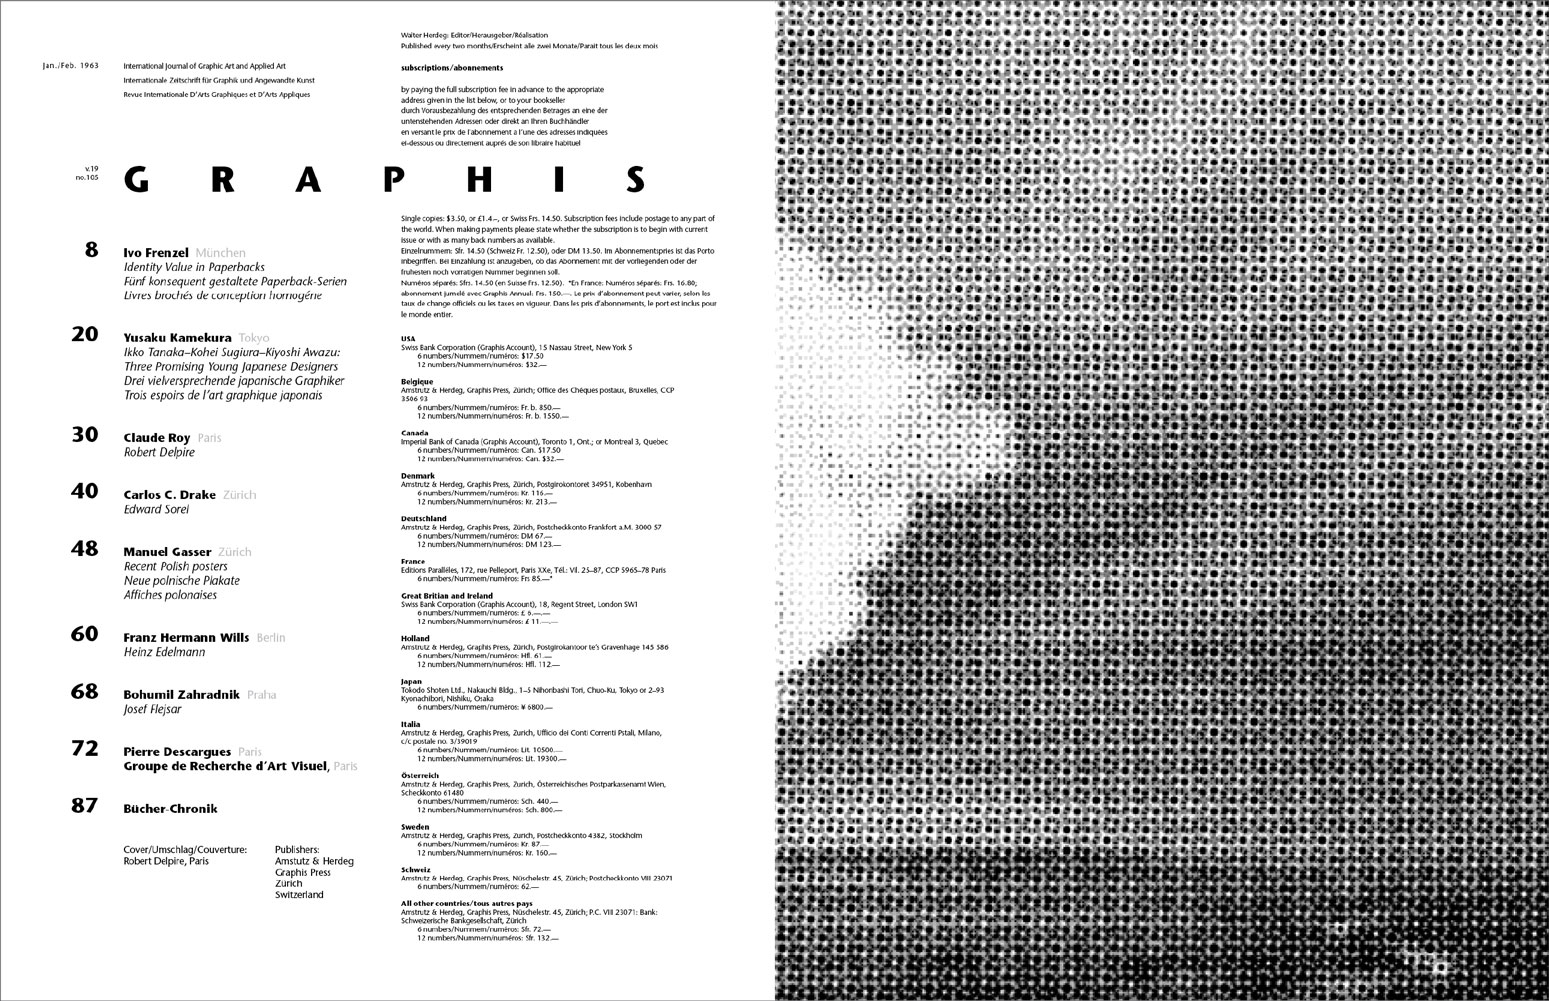 Walter Herdeg: Editor/Herausgeber/Réalisation
Published every two months/Erscheint alle zwei Monate/Parait tous les deux mois
Jan./Feb. 1963
International Journal of Graphic Art and Applied Art
Internationale Zeitschrift für Graphik und Angewandte Kunst
Revue Internationale D'Arts Graphiques et D'Arts Appliques
subscriptions/abonnements
by paying the full subscription fee in advance to the appropriate
address given in the list below, or to your bookseller
durch Vorausbezahlung des entsprechenden Betrages an eine der
untenstehenden Adressen oder direkt an Ihren Buchhändler
en versant le prix de l'abonnement a l'une des adresses indiquées
ei-dessous ou directement auprés de son libraire habituel
v.19
no.105
GRAPHIS
8
Ivo Frenzel München
Identity Value in Paperbacks
Fünf konsequent gestaltete Paperback-Serien
Livres brochés de conception homogéne
20
Yusaku Kamekura Tokyo
Ikko Tanaka–Kohei Sugiura–Kiyoshi Awazu:
Three Promising Young Japanese Designers
Drei vielversprechende japanische Graphiker
Trois espoirs de l'art graphique japonais
30
Claude Roy Paris
Robert Delpire
40
Carlos C. Drake Zürich
Edward Sorel
48
Manuel Gasser Zürich
Recent Polish posters
Neue polnische Plakate
Affiches polonaises
60
Franz Hermann Wills Berlin
Heinz Edelmann
68
Bohumil Zahradnik Praha
Josef Flejsar
72
Pierre Descargues Paris
Groupe de Recherche d'Art Visuel, Paris
87
Bücher-Chronik
Cover/Umschlag/Couverture:
Robert Delpire, Paris
Publishers:
Amstutz & Herdeg
Graphis Press
Zürich
Switzerland
Single copies: $3.50, or £1.4–, or Swiss Frs. 14.50. Subscription fees include postage to any part of
the world. When making payments please state whether the subscription is to begin with current
issue or with as many back numbers as available.
Einzelnummern: Sfr. 14.50 (Schweiz Fr. 12.50), oder DM 13.50. Im Abonnementspries ist das Porto
inbegriffen. Bei Einzahlung ist anzugeben, ob das Abonement mit der vorliegenden oder der
fruhesten noch vorratigen Nummer beginnen soll.
Numéros séparés: Sfrs. 14.50 (en Suisse Frs. 12.50). *En France: Numéros séparés: Frs. 16.80;
abonnement jumelé avec Graphis Annual: Frs. 150.—. Le prix d'abonnement peut varier, selon les
taux de change officiels ou les taxes en vigueur. Dans les pris d'abonnements, le port est inclus pour
le monde entier.
USA
Swiss Bank Corporation (Graphis Account), 15 Nassau Street, New York 5
6 numbers/Nummern/numéros: $17.50
12 numbers/Nummern/numéros: $32.—
Belgique
Amstrutz & Herdeg, Graphis Press, Zürich; Office des Chéques postaux, Bruxelles, CCP
3506 93
6 numbers/Nummern/numéros: Fr. b. 850.—
12 numbers/Nummern/numéros: Fr. b. 1550.—
Canada
Imperial Bank of Canada (Graphis Account), Toronto 1, Ont.; or Montreal 3, Quebec
6 numbers/Nummern/numéros: Can. $17.50
12 numbers/Nummern/numéros: Can. $32.—
Denmark
Amstrutz & Herdeg, Graphis Press, Zürich, Postgirokontoret 34951, Kobenhavn
6 numbers/Nummern/numéros: Kr. 116.—
12 numbers/Nummern/numéros: Kr. 213.—
Deutschland
Amstrutz & Herdeg, Graphis Press, Zürich, Postcheckkonto Frankfort a.M. 3000 57
6 numbers/Nummern/numéros: DM 67.—
12 numbers/Nummern/numéros: DM 123.—
France
Editions Paralléles, 172, rue Pelleport, Paris XXe, Tél.: Vil. 25–87, CCP 5965–78 Paris
6 numbers/Nummern/numéros: Frs 85.—*
Great Britian and Ireland
Swiss Bank Corporation (Graphis Account), 18, Regent Street, London SW1
6 numbers/Nummern/numéros: £ 6.—.—
12 numbers/Nummern/numéros: £ 11.—.—
Holland
Amstrutz & Herdeg, Graphis Press, Zürich, Postgirokantoor te's Gravenhage 145 586
6 numbers/Nummern/numéros: Hfl. 61.—
12 numbers/Nummern/numéros: Hfl. 112.—
Japan
Tokodo Shoten Ltd., Nakauchi Bldg., 1–5 Nihonbashi Tori, Chuo-Ku, Tokyo or 2–93
Kyonachibori, Nishiku, Osaka
6 numbers/Nummern/numéros: ¥ 6800.—
Italia
Amstrutz & Herdeg, Graphis Press, Zürich, Ufficio dei Conti Correnti Pstali, Milano,
c/c postale no. 3/39019
6 numbers/Nummern/numéros: Lit. 10500.—
12 numbers/Nummern/numéros: Lit. 19300.—
Österreich
Amstrutz & Herdeg, Graphis Press, Zürich, Österreichisches Postparkassenamt Wien,
Scheckkonto 61480
6 numbers/Nummern/numéros: Sch. 440.—
12 numbers/Nummern/numéros: Sch. 800.—
Sweden
Amstrutz & Herdeg, Graphis Press, Zurich, Postcheckkonto 4382, Stockholm
6 numbers/Nummern/numéros: Kr. 87.—
12 numbers/Nummern/numéros: Kr. 160.—
Schweiz
Amstrutz & Herdeg, Graphis Press, Nüschelestr. 45, Zürich; Postcheckkonto VIII 23071
6 numbers/Nummern/numéros: 62.—
All other countries/tous autres pays
Amstrutz & Herdeg, Graphis Press, Nüschelestr. 45, Zürich; P.C. VIII 23071: Bank:
Schweizerische Bankgesellschaft, Zürich
6 numbers/Nummern/numéros: Sfr. 72.—
12 numbers/Nummern/numéros: Sfr. 132.—